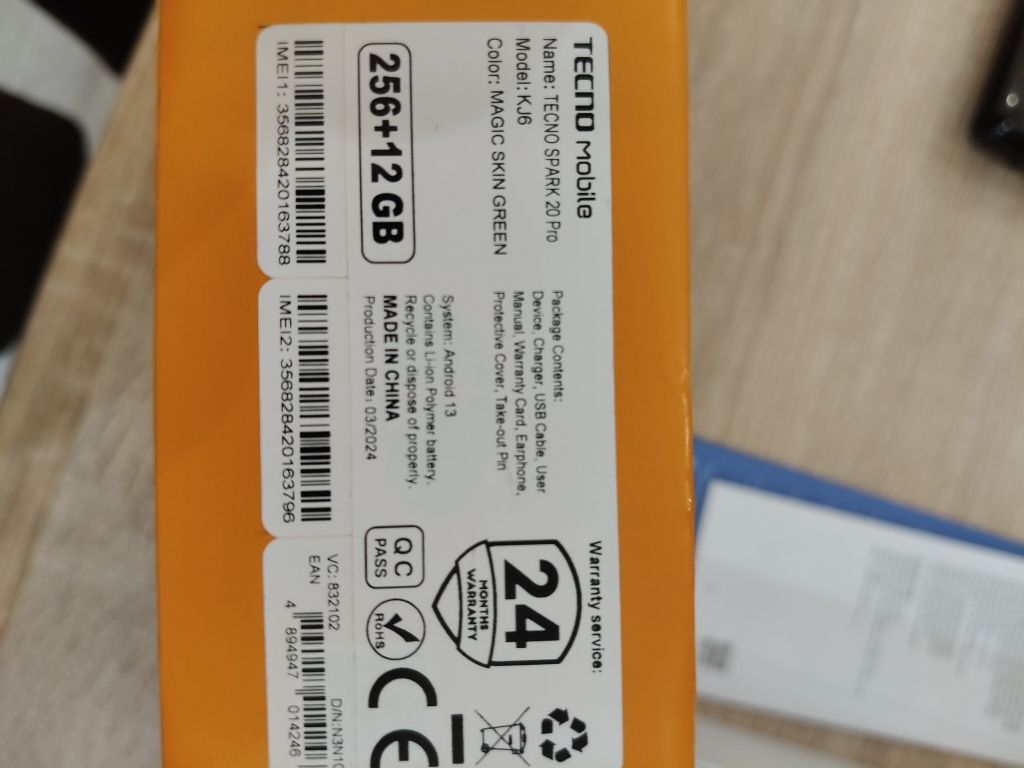 TECNO Mobile
Name: TECNO SPARK 20 Pro
Model: KJ6
Color: MAGIC SKIN GREEN
256+12 GB
IMEI1: 356828420163788
Package Contents:
Device, Charger, USB Cable, User
Manual, Warranty Card, Earphone,
Protective Cover, Take-out Pin
System: Android 13
Contains Li-ion Polymer battery.
Recycle or dispose of properly.
MADE IN CHINA
Production Date: 03/2024
IMEI2: 356828420163796
Warranty service:
24
MONTHS
WARRANTY
QC
PASS
RoHS
CE
VC: 832102
EAN
4 894947 014246